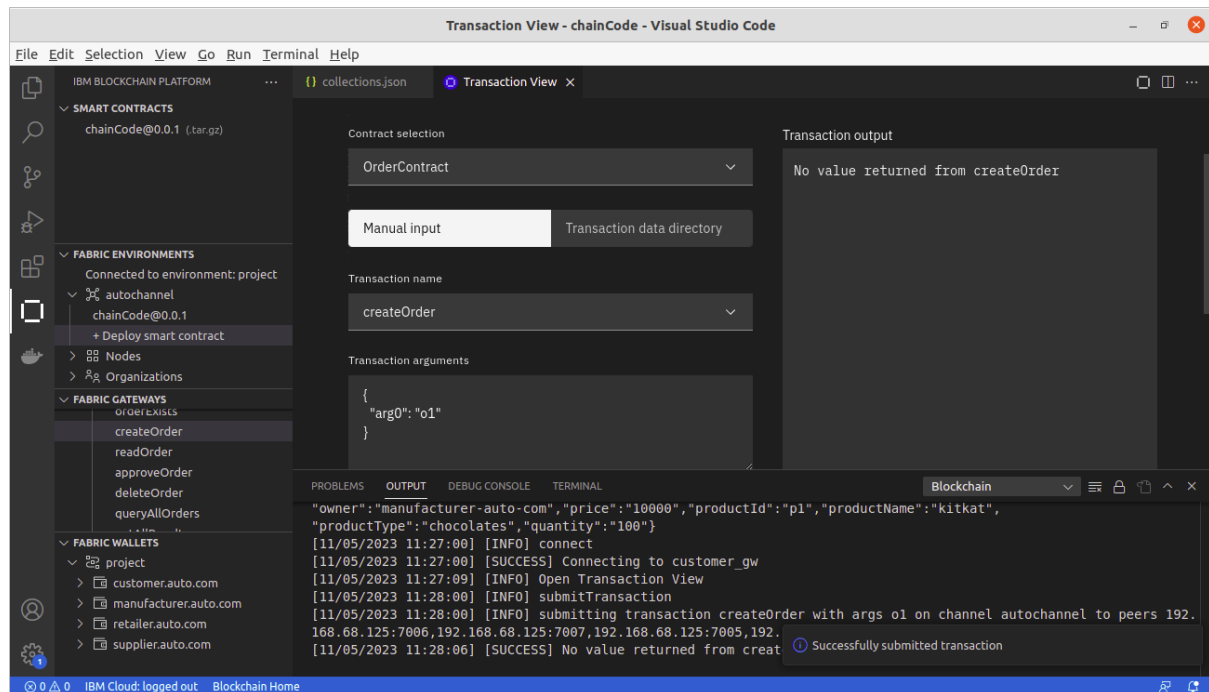 Transaction View - chainCode - Visual Studio Code
File Edit Selection View Go Run Terminal Help
IBM BLOCKCHAIN PLATFORM ...
{} collections.json
Transaction View
SMART CONTRACTS
chainCode@0.0.1 (.tar.gz)
FABRIC ENVIRONMENTS
Connected to environment: project
autochannel
chainCode@0.0.1
+ Deploy smart contract
Nodes
Organizations
FABRIC GATEWAYS
orderExists
createOrder
readOrder
approveOrder
deleteOrder
queryAllOrders
FABRIC WALLETS
project
customer.auto.com
manufacturer.auto.com
retailer.auto.com
supplier.auto.com
Contract selection
OrderContract
Manual input Transaction data directory
Transaction name
createOrder
Transaction arguments
{
"arg0": "o1"
}
Transaction output
No value returned from createOrder
PROBLEMS OUTPUT DEBUG CONSOLE TERMINAL Blockchain
"owner":"manufacturer-auto-com","price":"10000","productId":"p1","productName":"kitkat",
"productType":"chocolates","quantity":"100"}
[11/05/2023 11:27:00] [INFO] connect
[11/05/2023 11:27:00] [SUCCESS] Connecting to customer_gw
[11/05/2023 11:27:09] [INFO] Open Transaction View
[11/05/2023 11:28:00] [INFO] submitTransaction
[11/05/2023 11:28:00] [INFO] submitting transaction createOrder with args o1 on channel autochannel to peers 192.
168.68.125:7006,192.168.68.125:7007,192.168.68.125:7005,192.
[11/05/2023 11:28:06] [SUCCESS] No value returned from creat
Successfully submitted transaction
1
0 0 IBM Cloud: logged out Blockchain Home